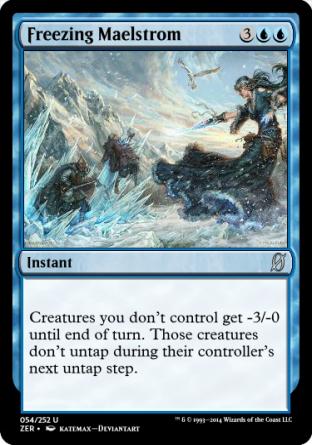 Freezing Maelstrom 3
Instant
Creatures you don't control get -3/-0
until end of turn. Those creatures
don't untap during their controller's
next untap step.
054/252 U
ZER • KATEMAX—DEVIANTART
™ & © 1993—2014 Wizards of the Coast LLC